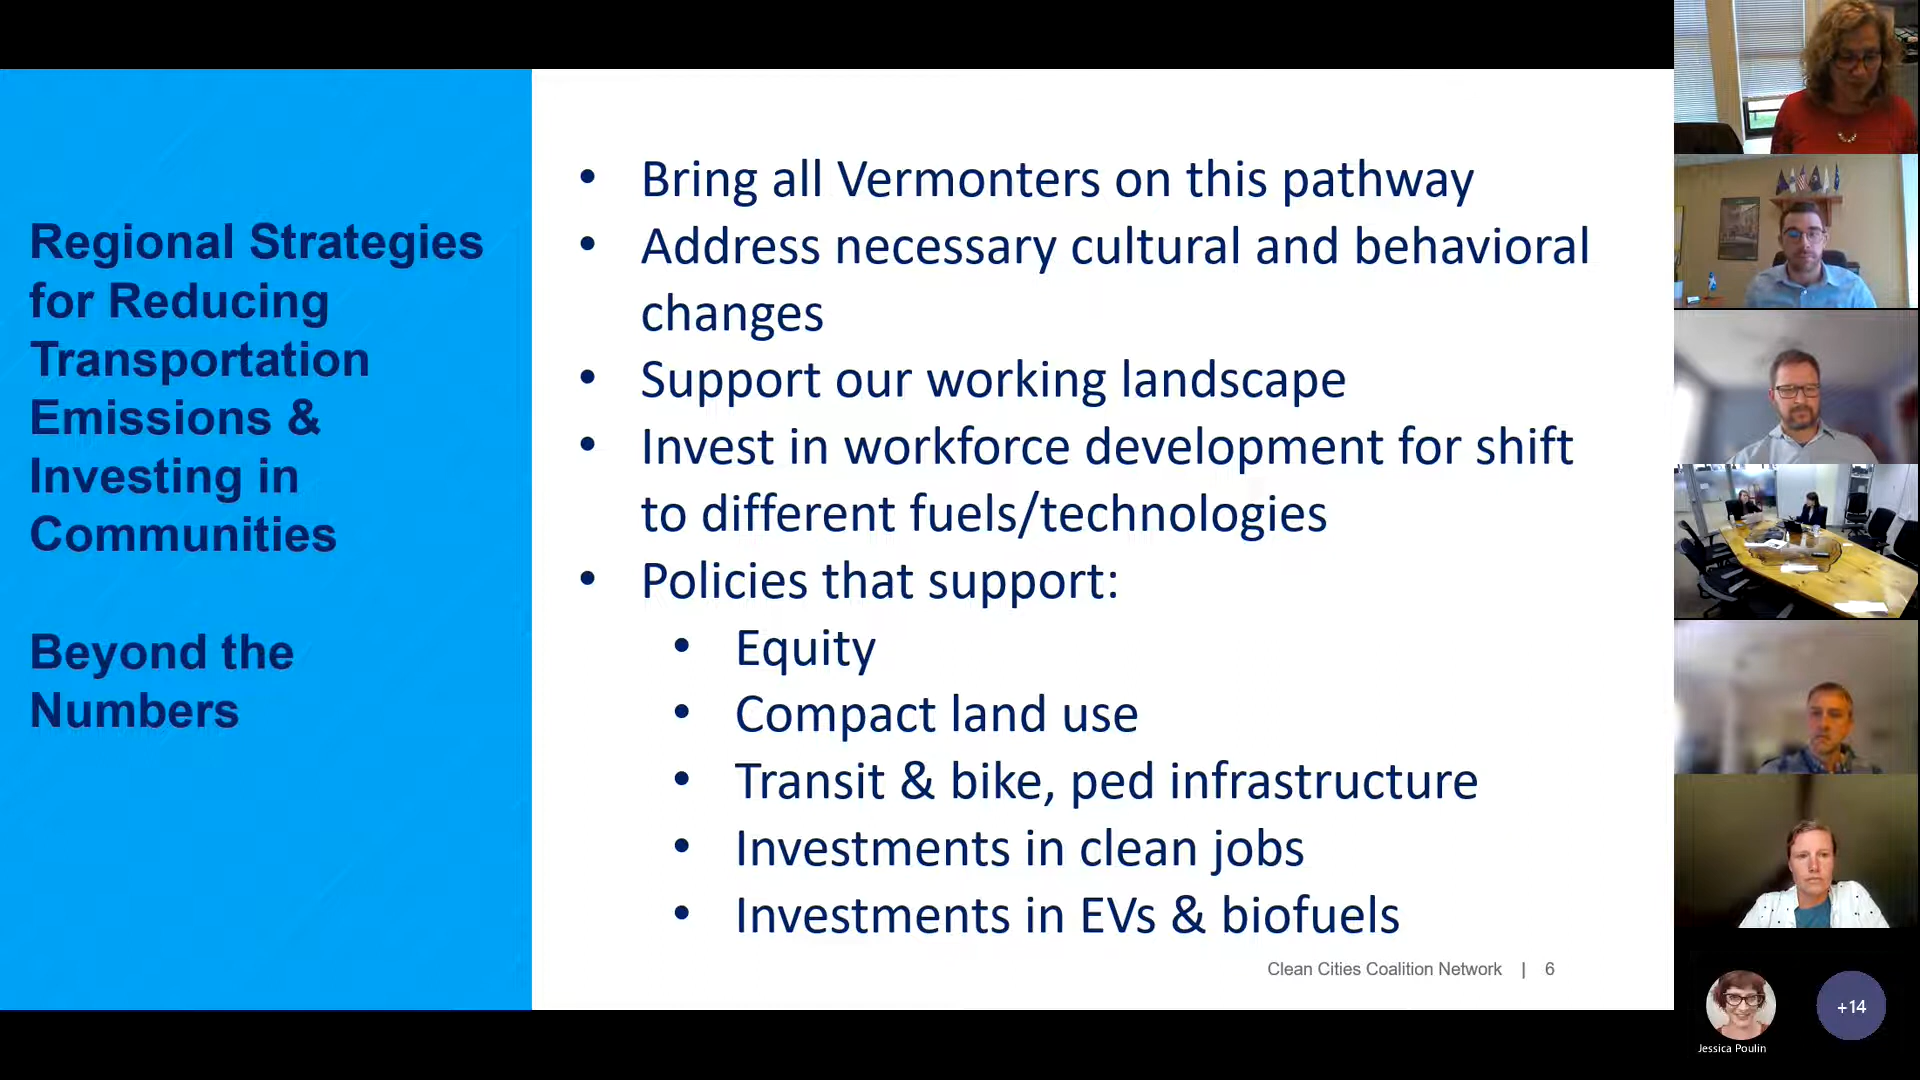 Regional Strategies
for Reducing
Transportation
Emissions &
Investing in
Communities
Beyond the
Numbers
• Bring all Vermonters on this pathway
• Address necessary cultural and behavioral
changes
• Support our working landscape
• Invest in workforce development for shift
to different fuels/technologies
• Policies that support:
• Equity
• Compact land use
• Transit & bike, ped infrastructure
• Investments in clean jobs
• Investments in EVs & biofuels
Clean Cities Coalition Network | 6
+14
Jessica Poulin